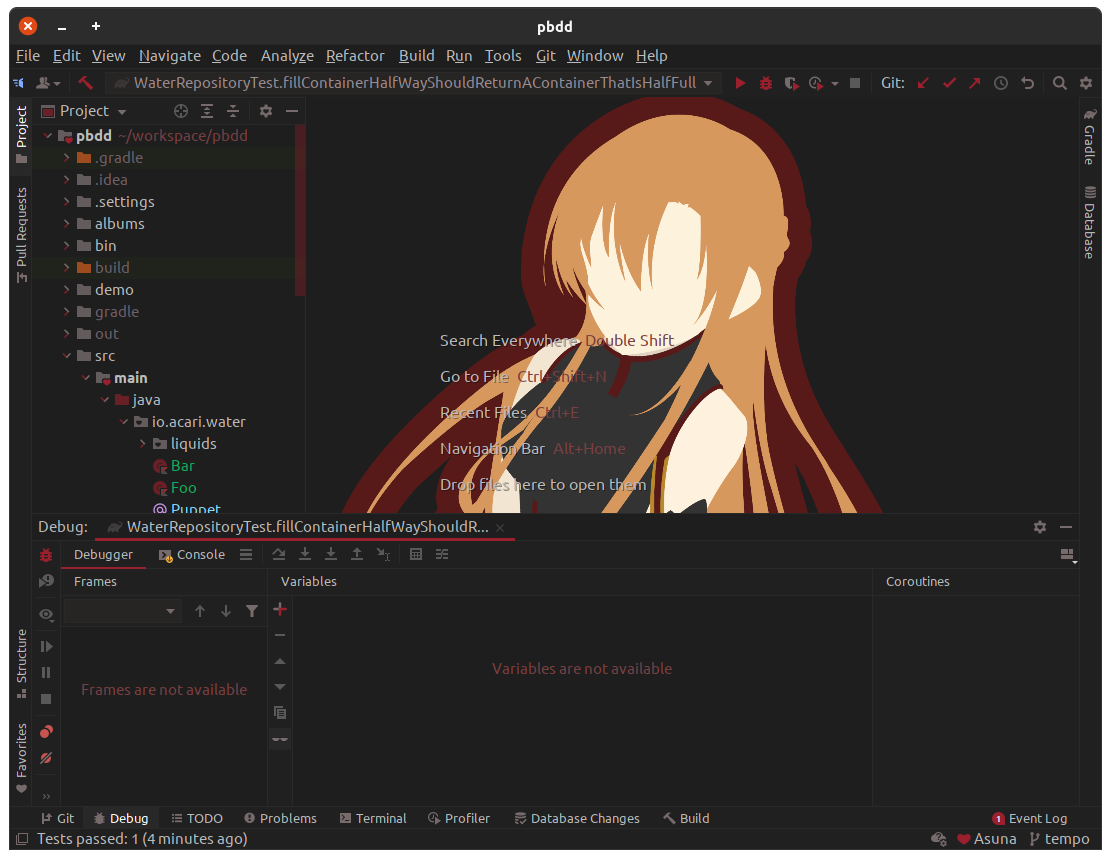 pbdd
File Edit View Navigate Code Analyze Refactor Build Run Tools Git Window Help
WaterRepositoryTest.fillContainerHalfWayShouldReturnAContainerThatIsHalfFull Git:
Project
pbdd ~/workspace/pbdd
.gradle
.idea
.settings
albums
bin
build
demo
gradle
out
src
main
java
io.acari.water
liquids
Bar
Foo
Puppet
Project
Pull Requests
Structure
Favorites
Gradle
Database
Search Everywhere Double Shift
Go to File Ctrl+Shift+N
Recent Files Ctrl+E
Navigation Bar Alt+Home
Drop files here to open them
Debug: WaterRepositoryTest.fillContainerHalfWayShouldR...
Debugger Console
Frames Variables Coroutines
Frames are not available
Variables are not available
Git Debug TODO Problems Terminal Profiler Database Changes Build 1 Event Log
Tests passed: 1 (4 minutes ago) Asuna tempo